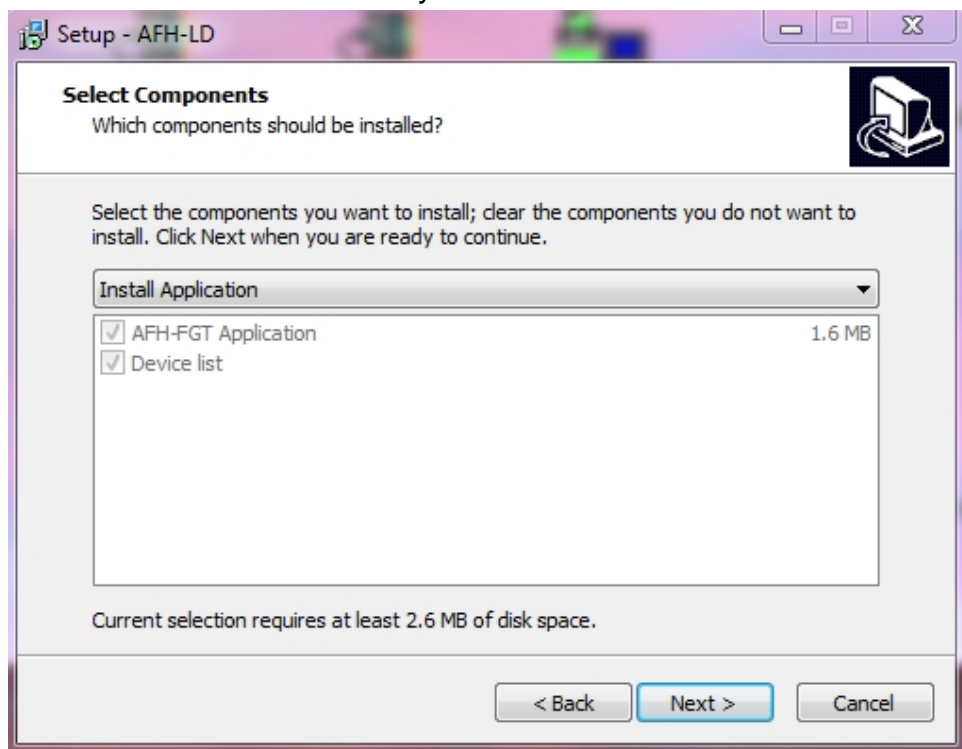 Setup - AFH-LD
Select Components
Which components should be installed?
Select the components you want to install; clear the components you do not want to
install. Click Next when you are ready to continue.
Install Application
AFH-FGT Application 1.6 MB
Device list
Current selection requires at least 2.6 MB of disk space.
< Back Next > Cancel